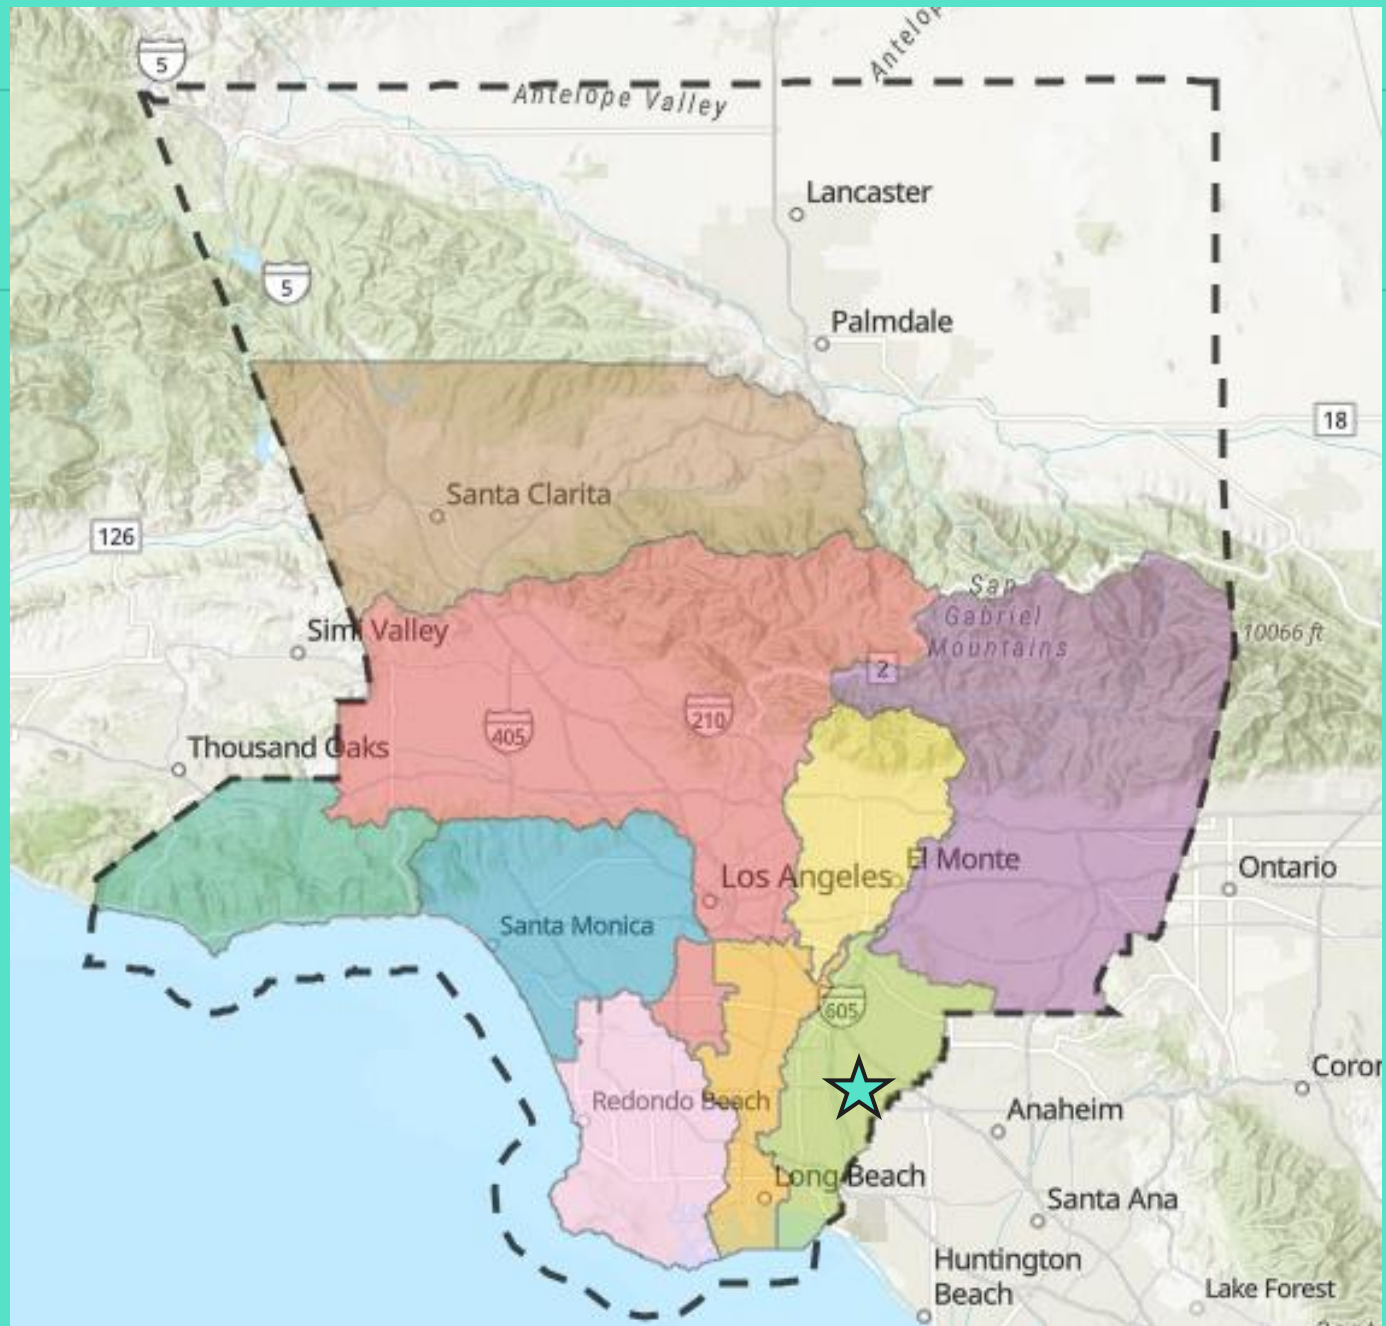 Antelop
5
Antelope Valley
Lancaster
5
Palmdale
18
Santa Clarita
126
San
Gabriel
Mountains
Simi Valley
10066 ft
2
405
210
Thousand Oaks
El Monte
Ontario
Los Angeles
Santa Monica
605
Coror
Redondo Beach
Anaheim
Long Beach
Santa Ana
Huntington
Beach
Lake Forest